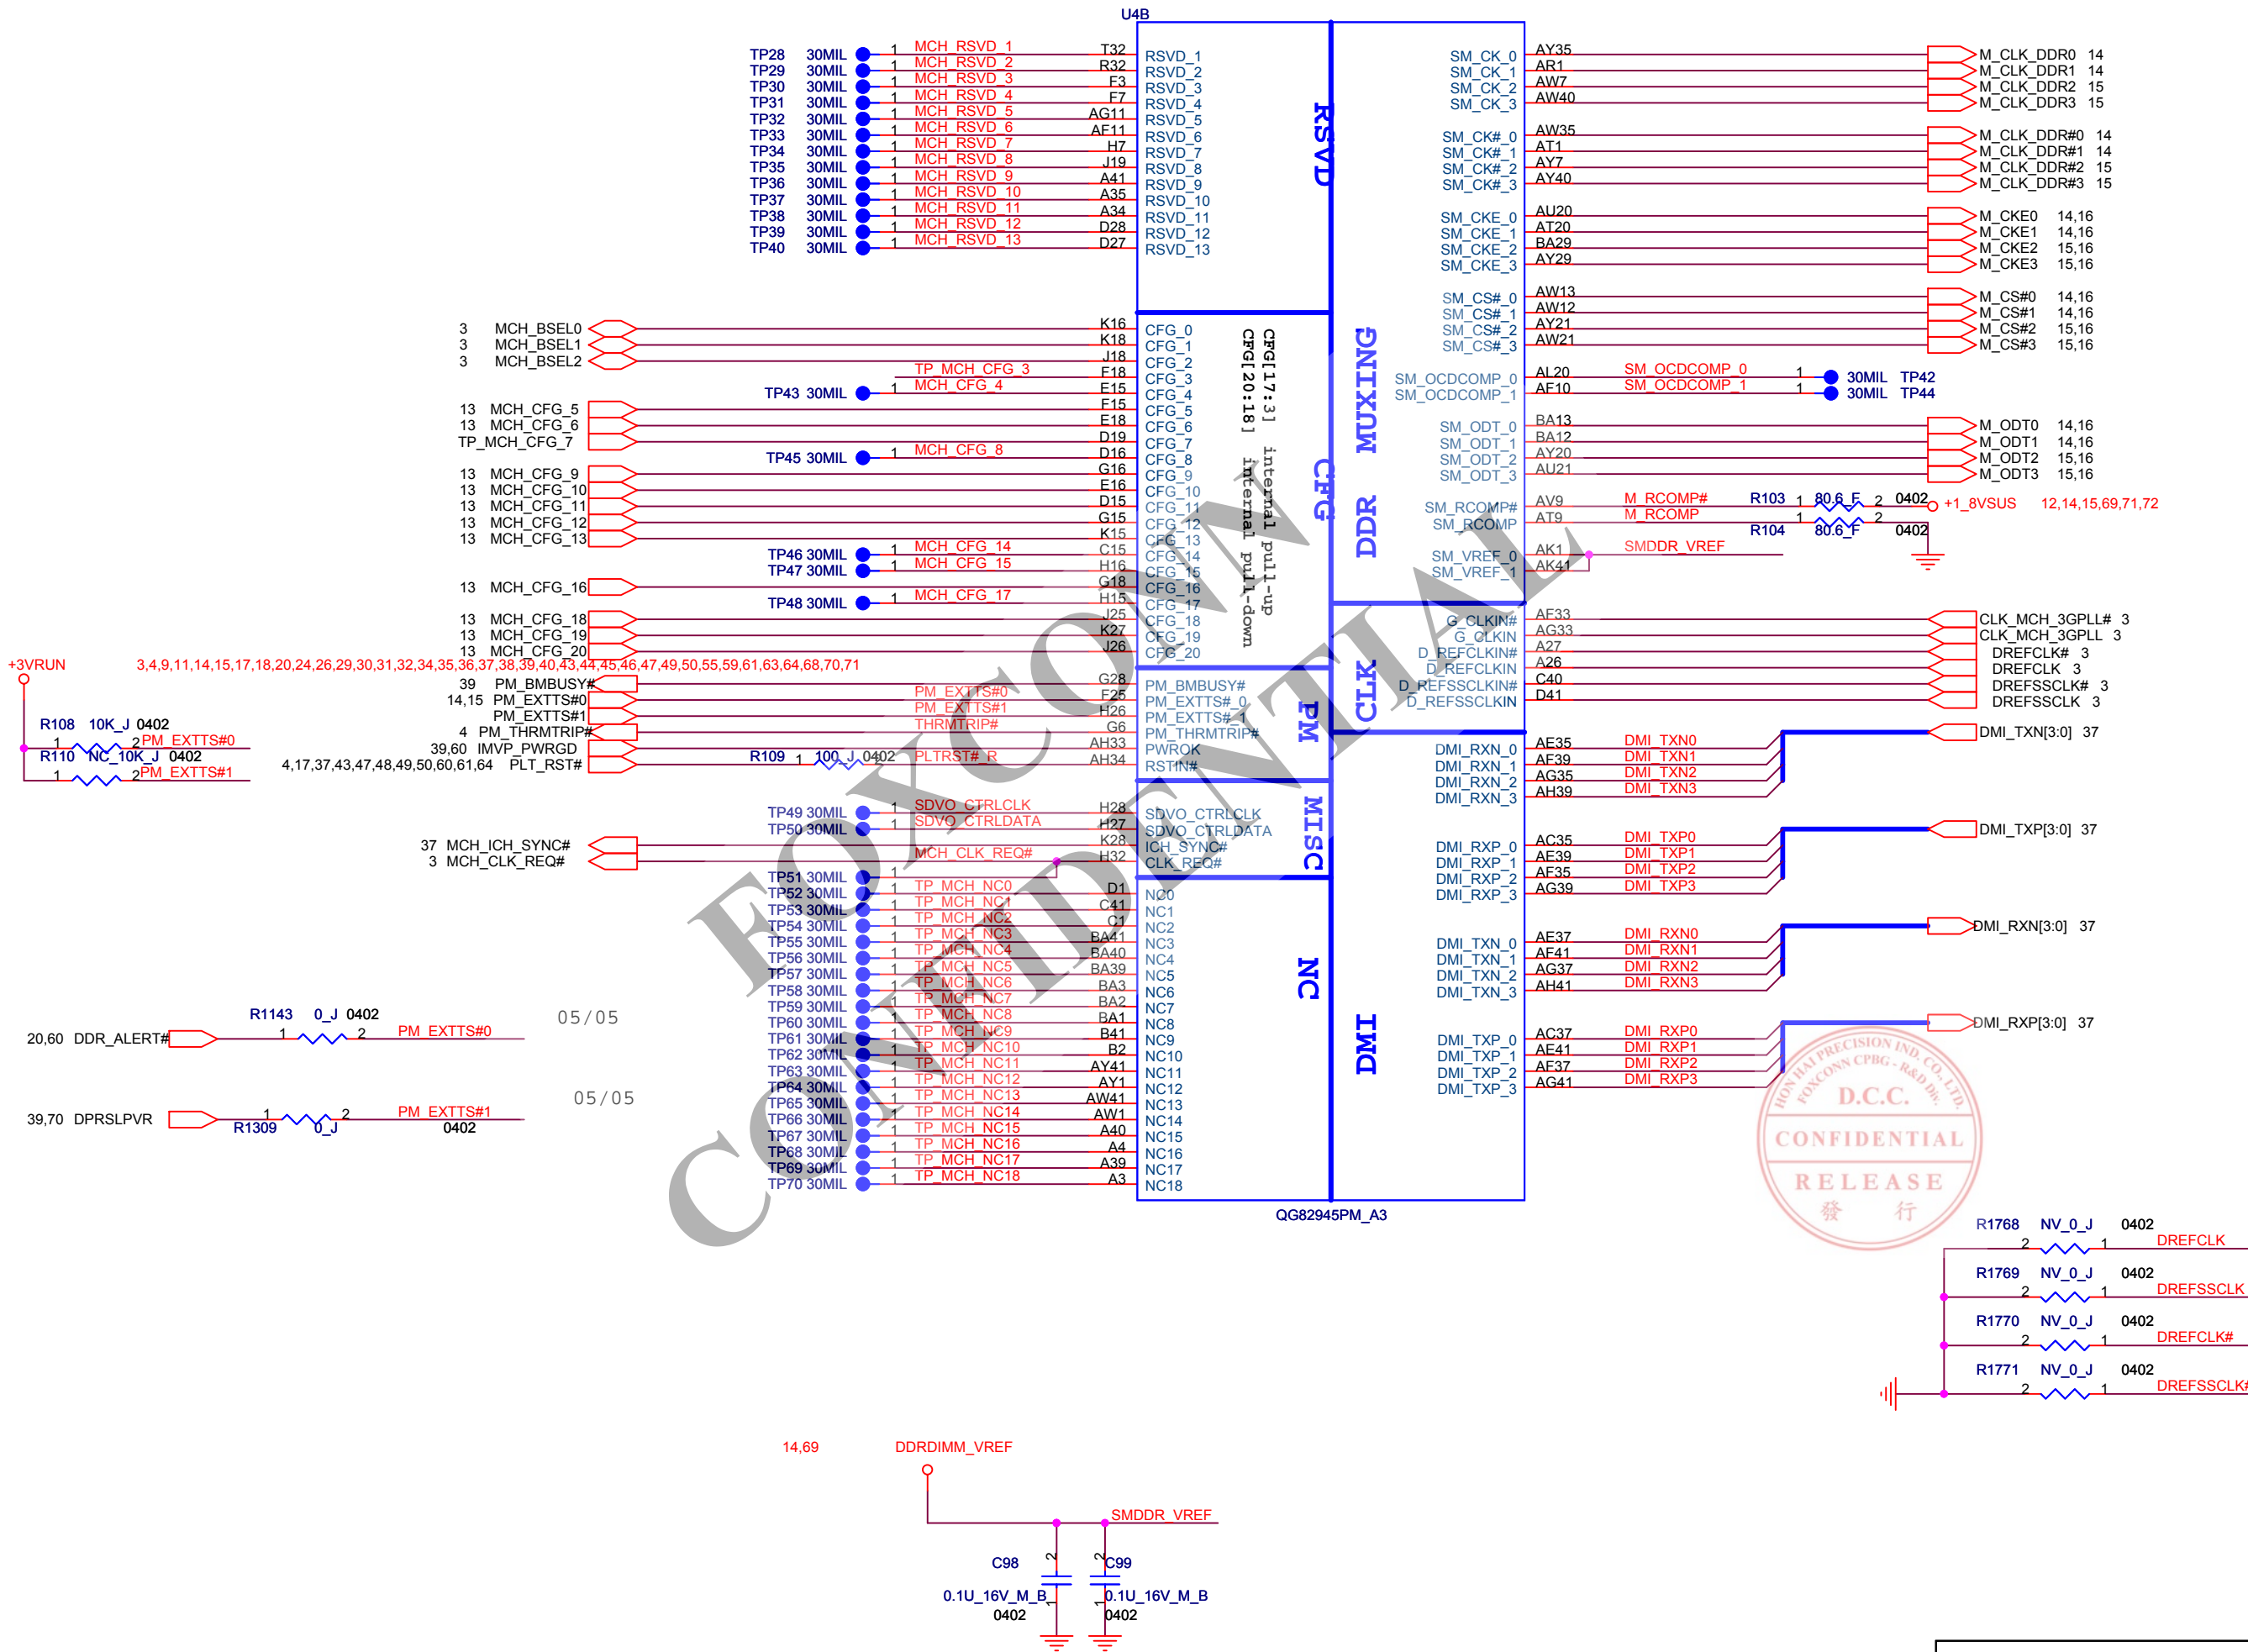 U4B
TP28 30MIL 1 MCH_RSVD_1 T32 RSVD_1
TP29 30MIL 1 MCH_RSVD_2 R32 RSVD_2
TP30 30MIL 1 MCH_RSVD_3 F3 RSVD_3
TP31 30MIL 1 MCH_RSVD_4 F7 RSVD_4
TP32 30MIL 1 MCH_RSVD_5 AG11 RSVD_5
TP33 30MIL 1 MCH_RSVD_6 AF11 RSVD_6
TP34 30MIL 1 MCH_RSVD_7 H7 RSVD_7
TP35 30MIL 1 MCH_RSVD_8 J19 RSVD_8
TP36 30MIL 1 MCH_RSVD_9 A41 RSVD_9
TP37 30MIL 1 MCH_RSVD_10 A35 RSVD_10
TP38 30MIL 1 MCH_RSVD_11 A34 RSVD_11
TP39 30MIL 1 MCH_RSVD_12 D28 RSVD_12
TP40 30MIL 1 MCH_RSVD_13 D27 RSVD_13
RSVD
3 MCH_BSEL0 K16 CFG_0
3 MCH_BSEL1 K18 CFG_1
3 MCH_BSEL2 J18 CFG_2
TP_MCH_CFG_3 F18 CFG_3
TP43 30MIL 1 MCH_CFG_4 E15 CFG_4
13 MCH_CFG_5 F15 CFG_5
13 MCH_CFG_6 E18 CFG_6
TP_MCH_CFG_7 D19 CFG_7
TP45 30MIL 1 MCH_CFG_8 D16 CFG_8
13 MCH_CFG_9 G16 CFG_9
13 MCH_CFG_10 E16 CFG_10
13 MCH_CFG_11 D15 CFG_11
13 MCH_CFG_12 G15 CFG_12
13 MCH_CFG_13 K15 CFG_13
TP46 30MIL 1 MCH_CFG_14 C15 CFG_14
TP47 30MIL 1 MCH_CFG_15 H16 CFG_15
13 MCH_CFG_16 G18 CFG_16
TP48 30MIL 1 MCH_CFG_17 H15 CFG_17
13 MCH_CFG_18 J25 CFG_18
13 MCH_CFG_19 K27 CFG_19
13 MCH_CFG_20 J26 CFG_20
CFG[17:3] internal pull-up
CFG[20:18] internal pull-down
CFG
+3VRUN 3,4,9,11,14,15,17,18,20,24,26,29,30,31,32,34,35,36,37,38,39,40,43,44,45,46,47,49,50,55,59,61,63,64,68,70,71
39 PM_BMBUSY# G28 PM_BMBUSY#
14,15 PM_EXTTS#0 PM_EXTTS#0 F25 PM_EXTTS#_0
PM_EXTTS#1 PM_EXTTS#1 H26 PM_EXTTS#_1
4 PM_THRMTRIP# THRMTRIP# G6 PM_THRMTRIP#
39,60 IMVP_PWRGD AH33 PWROK
4,17,37,43,47,48,49,50,60,61,64 PLT_RST# R109 1 100_J 2 0402 PLTRST#_R AH34 RSTIN#
PM
R108 10K_J 0402
1 2 PM_EXTTS#0
R110 NC_10K_J 0402
1 2 PM_EXTTS#1
TP49 30MIL 1 SDVO_CTRLCLK H28 SDVO_CTRLCLK
TP50 30MIL 1 SDVO_CTRLDATA H27 SDVO_CTRLDATA
37 MCH_ICH_SYNC# K28 ICH_SYNC#
3 MCH_CLK_REQ# MCH_CLK_REQ# H32 CLK_REQ#
TP51 30MIL 1
MISC
TP52 30MIL 1 TP_MCH_NC0 D1 NC0
TP53 30MIL 1 TP_MCH_NC1 C41 NC1
TP54 30MIL 1 TP_MCH_NC2 C1 NC2
TP55 30MIL 1 TP_MCH_NC3 BA41 NC3
TP56 30MIL 1 TP_MCH_NC4 BA40 NC4
TP57 30MIL 1 TP_MCH_NC5 BA39 NC5
TP58 30MIL 1 TP_MCH_NC6 BA3 NC6
TP59 30MIL 1 TP_MCH_NC7 BA2 NC7
TP60 30MIL 1 TP_MCH_NC8 BA1 NC8
TP61 30MIL 1 TP_MCH_NC9 B41 NC9
TP62 30MIL 1 TP_MCH_NC10 B2 NC10
TP63 30MIL 1 TP_MCH_NC11 AY41 NC11
TP64 30MIL 1 TP_MCH_NC12 AY1 NC12
TP65 30MIL 1 TP_MCH_NC13 AW41 NC13
TP66 30MIL 1 TP_MCH_NC14 AW1 NC14
TP67 30MIL 1 TP_MCH_NC15 A40 NC15
TP68 30MIL 1 TP_MCH_NC16 A4 NC16
TP69 30MIL 1 TP_MCH_NC17 A39 NC17
TP70 30MIL 1 TP_MCH_NC18 A3 NC18
NC
R1143 0_J 0402 05/05
20,60 DDR_ALERT# 1 2 PM_EXTTS#0
05/05
39,70 DPRSLPVR 1 2 PM_EXTTS#1
R1309 0_J 0402
SM_CK_0 AY35 M_CLK_DDR0 14
SM_CK_1 AR1 M_CLK_DDR1 14
SM_CK_2 AW7 M_CLK_DDR2 15
SM_CK_3 AW40 M_CLK_DDR3 15
SM_CK#_0 AW35 M_CLK_DDR#0 14
SM_CK#_1 AT1 M_CLK_DDR#1 14
SM_CK#_2 AY7 M_CLK_DDR#2 15
SM_CK#_3 AY40 M_CLK_DDR#3 15
SM_CKE_0 AU20 M_CKE0 14,16
SM_CKE_1 AT20 M_CKE1 14,16
SM_CKE_2 BA29 M_CKE2 15,16
SM_CKE_3 AY29 M_CKE3 15,16
SM_CS#_0 AW13 M_CS#0 14,16
SM_CS#_1 AW12 M_CS#1 14,16
SM_CS#_2 AY21 M_CS#2 15,16
SM_CS#_3 AW21 M_CS#3 15,16
SM_OCDCOMP_0 AL20 SM_OCDCOMP_0 1 30MIL TP42
SM_OCDCOMP_1 AF10 SM_OCDCOMP_1 1 30MIL TP44
SM_ODT_0 BA13 M_ODT0 14,16
SM_ODT_1 BA12 M_ODT1 14,16
SM_ODT_2 AY20 M_ODT2 15,16
SM_ODT_3 AU21 M_ODT3 15,16
SM_RCOMP# AV9 M_RCOMP# R103 1 80.6_F 2 0402 +1_8VSUS 12,14,15,69,71,72
SM_RCOMP AT9 M_RCOMP R104 1 80.6_F 2 0402
SM_VREF_0 AK1 SMDDR_VREF
SM_VREF_1 AK41
DDR MUXING
G_CLKIN# AF33 CLK_MCH_3GPLL# 3
G_CLKIN AG33 CLK_MCH_3GPLL 3
D_REFCLKIN# A27 DREFCLK# 3
D_REFCLKIN A26 DREFCLK 3
D_REFSSCLKIN# C40 DREFSSCLK# 3
D_REFSSCLKIN D41 DREFSSCLK 3
CLK
DMI_TXN[3:0] 37
DMI_RXN_0 AE35 DMI_TXN0
DMI_RXN_1 AF39 DMI_TXN1
DMI_RXN_2 AG35 DMI_TXN2
DMI_RXN_3 AH39 DMI_TXN3
DMI_TXP[3:0] 37
DMI_RXP_0 AC35 DMI_TXP0
DMI_RXP_1 AE39 DMI_TXP1
DMI_RXP_2 AF35 DMI_TXP2
DMI_RXP_3 AG39 DMI_TXP3
DMI_RXN[3:0] 37
DMI_TXN_0 AE37 DMI_RXN0
DMI_TXN_1 AF41 DMI_RXN1
DMI_TXN_2 AG37 DMI_RXN2
DMI_TXN_3 AH41 DMI_RXN3
DMI_RXP[3:0] 37
DMI_TXP_0 AC37 DMI_RXP0
DMI_TXP_1 AE41 DMI_RXP1
DMI_TXP_2 AF37 DMI_RXP2
DMI_TXP_3 AG41 DMI_RXP3
DMI
QG82945PM_A3
FOXCONN
CONFIDENTIAL
HON HAI PRECISION IND. CO., LTD.
FOXCONN CPBG - R&D Div.
D.C.C.
CONFIDENTIAL
RELEASE
發 行
R1768 NV_0_J 0402
2 1 DREFCLK
R1769 NV_0_J 0402
2 1 DREFSSCLK
R1770 NV_0_J 0402
2 1 DREFCLK#
R1771 NV_0_J 0402
2 1 DREFSSCLK#
14,69 DDRDIMM_VREF
SMDDR_VREF
C98 2 2 C99
0.1U_16V_M_B 0.1U_16V_M_B
1 1
0402 0402